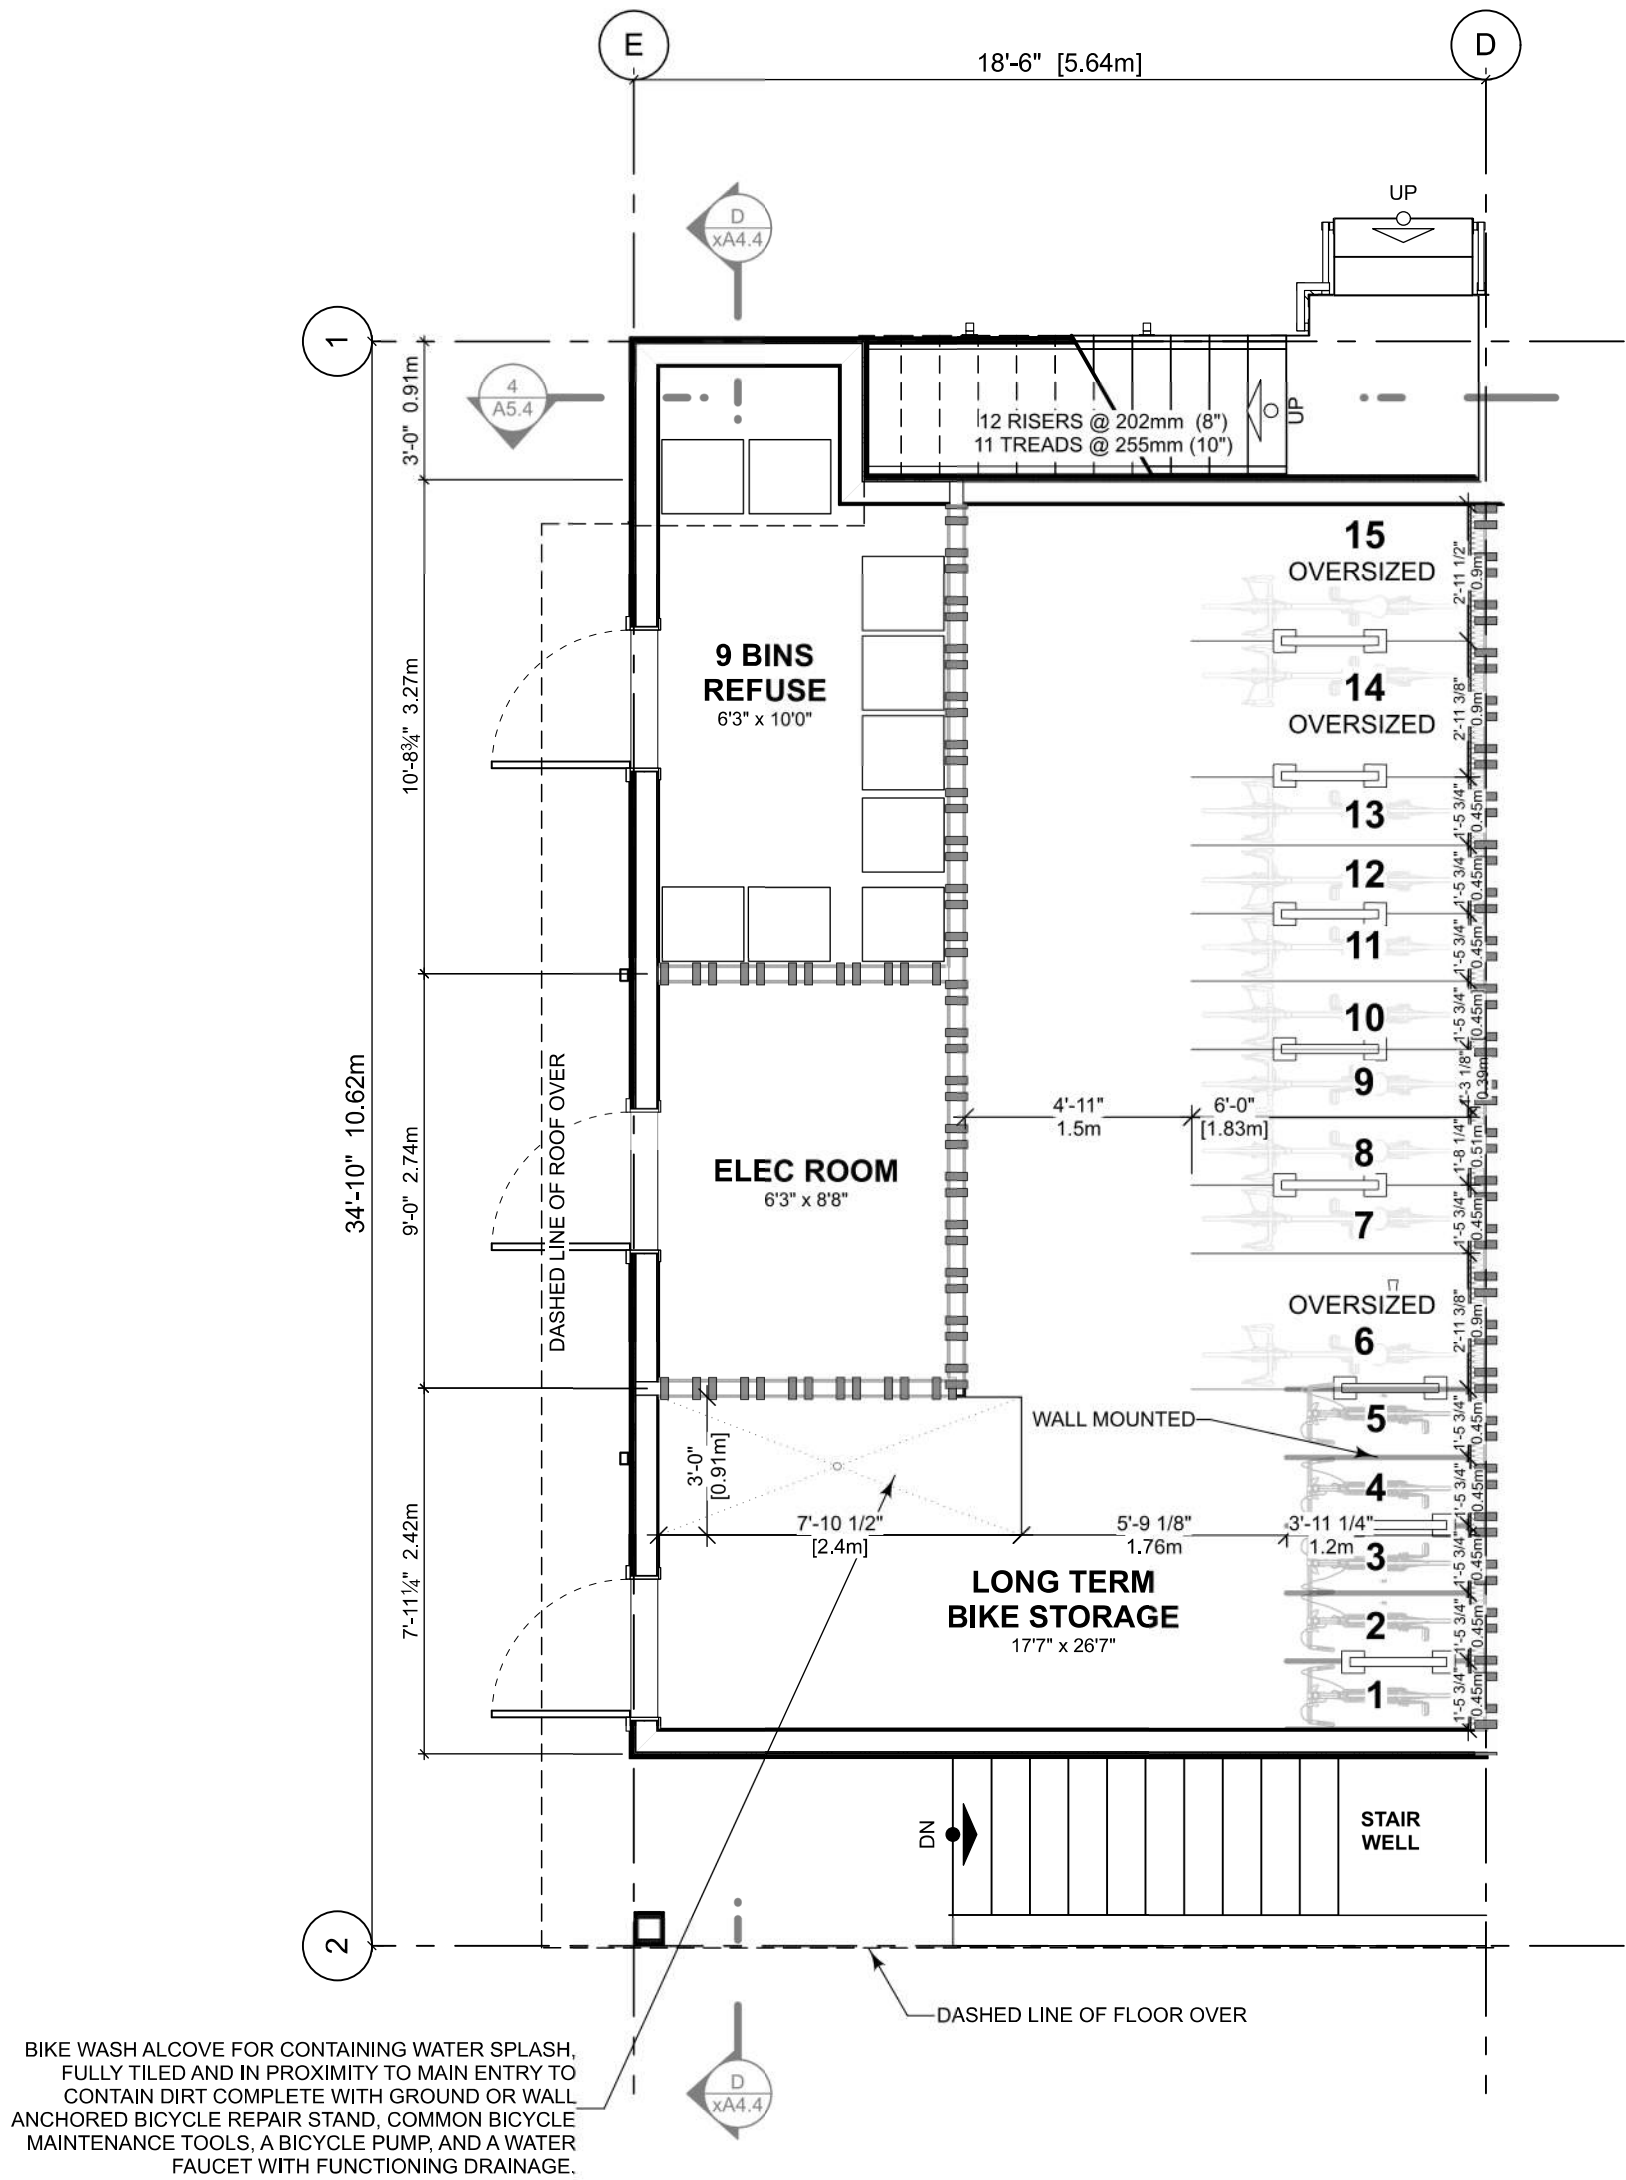 E
D
18'-6" [5.64m]
UP
D
xA4.4
1
4
A5.4
3'-0" 0.91m
12 RISERS @ 202mm (8")
11 TREADS @ 255mm (10")
UP
15
OVERSIZED
2'-11 1/2"
0.9m
9 BINS
REFUSE
6'3" x 10'0"
10'-8¾" 3.27m
14
OVERSIZED
2'-11 3/8"
0.9m
13
1'-5 3/4"
0.45m
12
1'-5 3/4"
0.45m
11
1'-5 3/4"
0.45m
10
1'-5 3/4"
[0.45m]
9
1'-3 1/8"
0.39m
34'-10" 10.62m
9'-0" 2.74m
DASHED LINE OF ROOF OVER
ELEC ROOM
6'3" x 8'8"
4'-11"
1.5m
6'-0"
[1.83m]
8
1'-8 1/4"
0.51m
7
1'-5 3/4"
0.45m
OVERSIZED
6
2'-11 3/8"
0.9m
WALL MOUNTED
5
1'-5 3/4"
0.45m
3'-0"
[0.91m]
4
1'-5 3/4"
0.45m
7'-10 1/2"
[2.4m]
5'-9 1/8"
1.76m
3'-11 1/4"
1.2m
3
1'-5 3/4"
0.45m
7'-11¼" 2.42m
LONG TERM
BIKE STORAGE
17'7" x 26'7"
2
1'-5 3/4"
0.45m
1
1'-5 3/4"
0.45m
DN
STAIR
WELL
2
DASHED LINE OF FLOOR OVER
BIKE WASH ALCOVE FOR CONTAINING WATER SPLASH,
FULLY TILED AND IN PROXIMITY TO MAIN ENTRY TO
CONTAIN DIRT COMPLETE WITH GROUND OR WALL
ANCHORED BICYCLE REPAIR STAND, COMMON BICYCLE
MAINTENANCE TOOLS, A BICYCLE PUMP, AND A WATER
FAUCET WITH FUNCTIONING DRAINAGE.
D
xA4.4